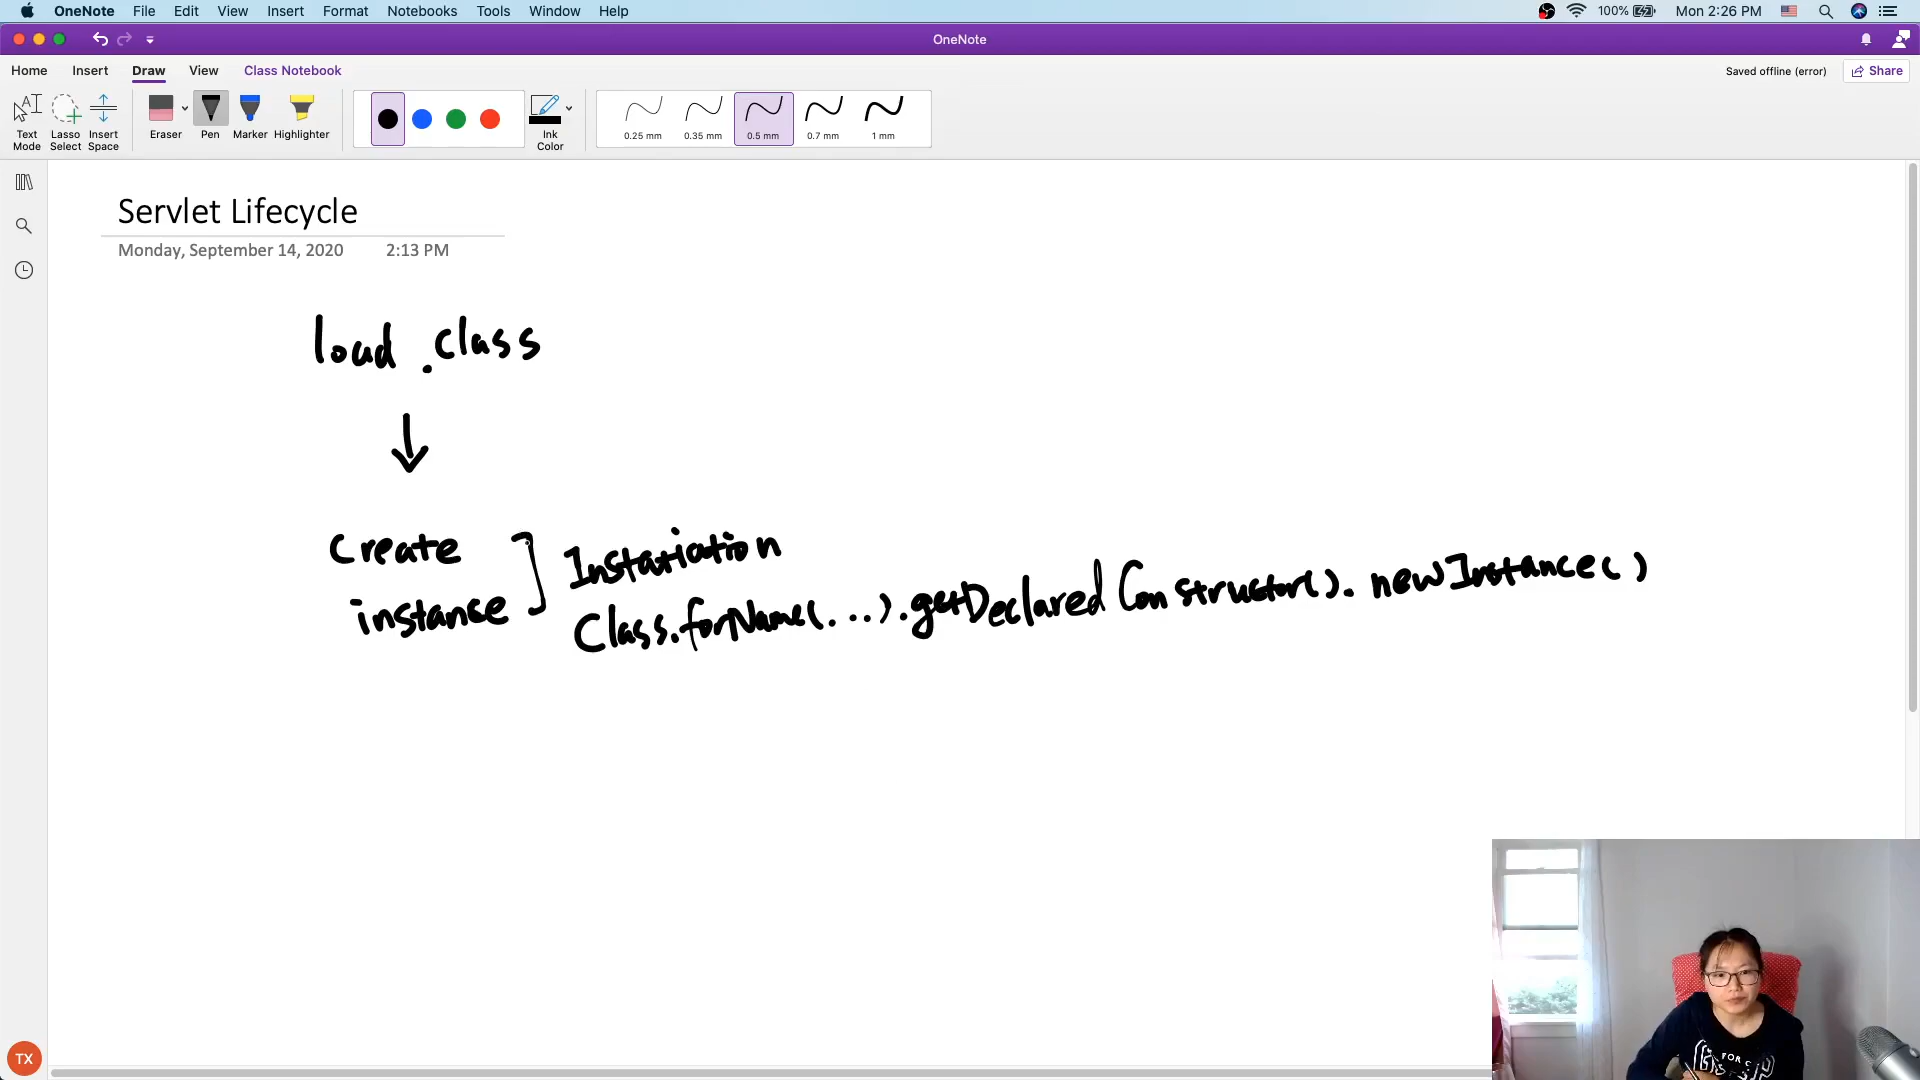 OneNote File Edit View Insert Format Notebooks Tools Window Help 100% Mon 2:26 PM
OneNote
Home Insert Draw View Class Notebook Saved offline (error) Share
Text Mode Lasso Select Insert Space Eraser Pen Marker Highlighter Ink Color 0.25 mm 0.35 mm 0.5 mm 0.7 mm 1 mm
Servlet Lifecycle
Monday, September 14, 2020 2:13 PM
load .class
create
instance
Instatiation
Class.forName(...).getDeclaredConstructor().newInstance()
TX